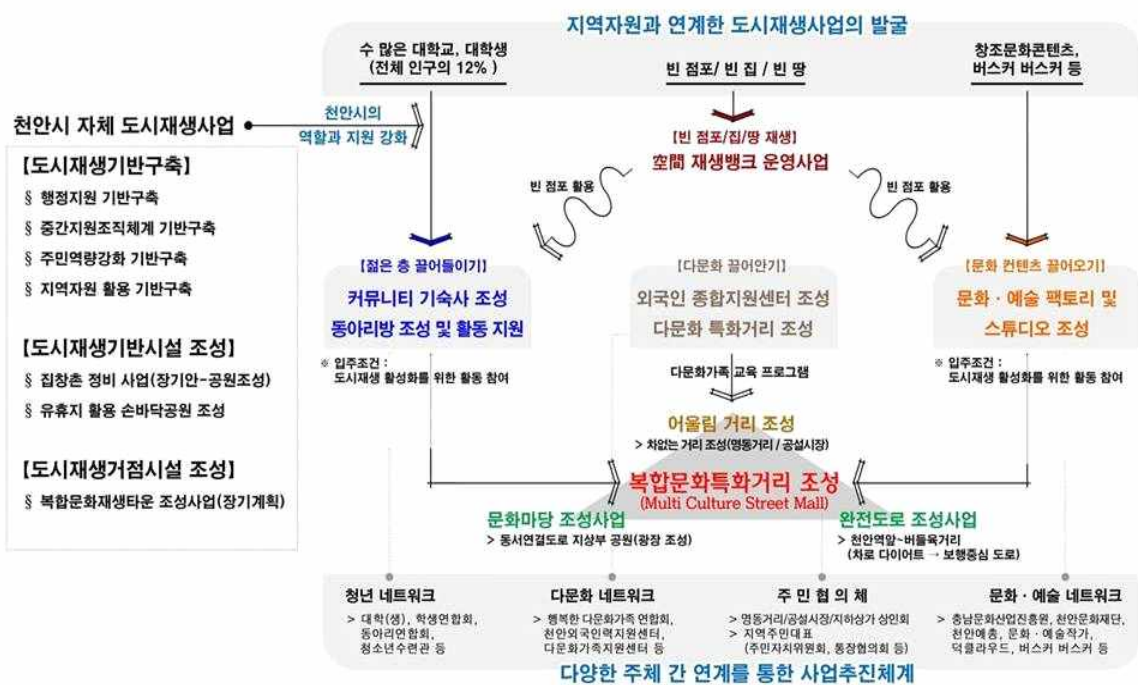 지역자원과 연계한 도시재생사업의 발굴
수 많은 대학교, 대학생
(전체 인구의 12% )
빈 점포/ 빈 집 / 빈 땅
창조문화콘텐츠,
버스커 버스커 등
천안시 자체 도시재생사업
천안시의
역할과 지원 강화
【도시재생기반구축】
§ 행정지원 기반구축
§ 중간지원조직체계 기반구축
§ 주민역량강화 기반구축
§ 지역자원 활용 기반구축
【도시재생기반시설 조성】
§ 집창촌 정비 사업(장기안-공원조성)
§ 유휴지 활용 손바닥공원 조성
【도시재생거점시설 조성】
§ 복합문화재생타운 조성사업(장기계획)
【빈 점포/집/땅 재생】
空間 재생뱅크 운영사업
빈 점포 활용
빈 점포 활용
【젊은 층 끌어들이기】
커뮤니티 기숙사 조성
동아리방 조성 및 활동 지원
※ 입주조건 :
도시재생 활성화를 위한 활동 참여
【다문화 끌어안기】
외국인 종합지원센터 조성
다문화 특화거리 조성
【문화 컨텐츠 끌어오기】
문화 · 예술 팩토리 및
스튜디오 조성
※ 입주조건 :
도시재생 활성화를 위한 활동 참여
다문화가족 교육 프로그램
어울림 거리 조성
> 차없는 거리 조성(명동거리 / 공설시장)
복합문화특화거리 조성
(Multi Culture Street Mall)
문화마당 조성사업
> 동서연결도로 지상부 공원(광장 조성)
완전도로 조성사업
> 천안역앞~버들육거리
(차로 다이어트 → 보행중심 도로)
청년 네트워크
> 대학(생), 학생연합회,
동아리연합회,
청소년수련관 등
다문화 네트워크
> 행복한 다문화가족 연합회,
천안외국인력지원센터,
다문화가족지원센터 등
주 민 협 의 체
> 명동거리/공설시장/지하상가 상인회
> 지역주민대표
(주민자치위원회, 통장협의회 등)
문화 · 예술 네트워크
> 충남문화산업진흥원, 천안문화재단,
천안예총, 문화 · 예술작가,
덕클라우드, 버스커 버스커 등
다양한 주체 간 연계를 통한 사업추진체계